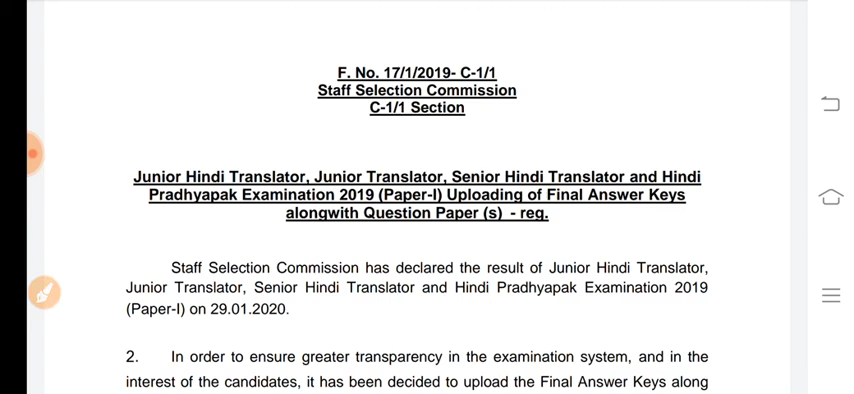 F. No. 17/1/2019- C-1/1
Staff Selection Commission
C-1/1 Section
Junior Hindi Translator, Junior Translator, Senior Hindi Translator and Hindi
Pradhyapak Examination 2019 (Paper-I) Uploading of Final Answer Keys
alongwith Question Paper (s) - reg.
Staff Selection Commission has declared the result of Junior Hindi Translator,
Junior Translator, Senior Hindi Translator and Hindi Pradhyapak Examination 2019
(Paper-I) on 29.01.2020.
2. In order to ensure greater transparency in the examination system, and in the
interest of the candidates, it has been decided to upload the Final Answer Keys along